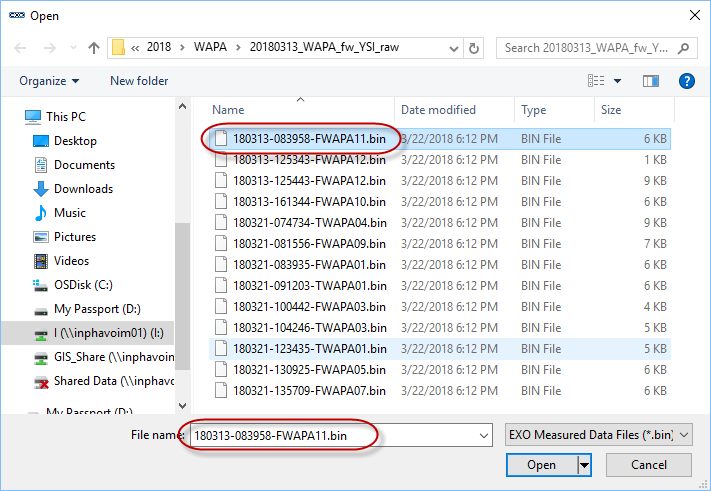 EXO Open
« 2018 > WAPA > 20180313_WAPA_fw_YSI_raw
Search 20180313_WAPA_fw_Y...
Organize New folder
Name Date modified Type Size
This PC
Desktop
Documents
Downloads
Music
Pictures
Videos
OSDisk (C:)
My Passport (D:)
I (\\inphavoim01) (I:)
GIS_Share (\\inphavoim
Shared Data (\\inphavoin
My Passport (D:)
180313-083958-FWAPA11.bin 3/22/2018 6:12 PM BIN File 6 KB
180313-125343-FWAPA12.bin 3/22/2018 6:12 PM BIN File 1 KB
180313-125443-FWAPA12.bin 3/22/2018 6:12 PM BIN File 9 KB
180313-161344-FWAPA10.bin 3/22/2018 6:12 PM BIN File 6 KB
180321-074734-TWAPA04.bin 3/22/2018 6:12 PM BIN File 9 KB
180321-081556-FWAPA09.bin 3/22/2018 6:12 PM BIN File 7 KB
180321-083935-FWAPA01.bin 3/22/2018 6:12 PM BIN File 6 KB
180321-091203-TWAPA01.bin 3/22/2018 6:12 PM BIN File 6 KB
180321-100442-FWAPA03.bin 3/22/2018 6:12 PM BIN File 4 KB
180321-104246-TWAPA03.bin 3/22/2018 6:12 PM BIN File 5 KB
180321-123435-TWAPA01.bin 3/22/2018 6:12 PM BIN File 5 KB
180321-130925-FWAPA05.bin 3/22/2018 6:12 PM BIN File 6 KB
180321-135709-FWAPA07.bin 3/22/2018 6:12 PM BIN File 6 KB
File name: 180313-083958-FWAPA11.bin EXO Measured Data Files (*.bin)
Open Cancel